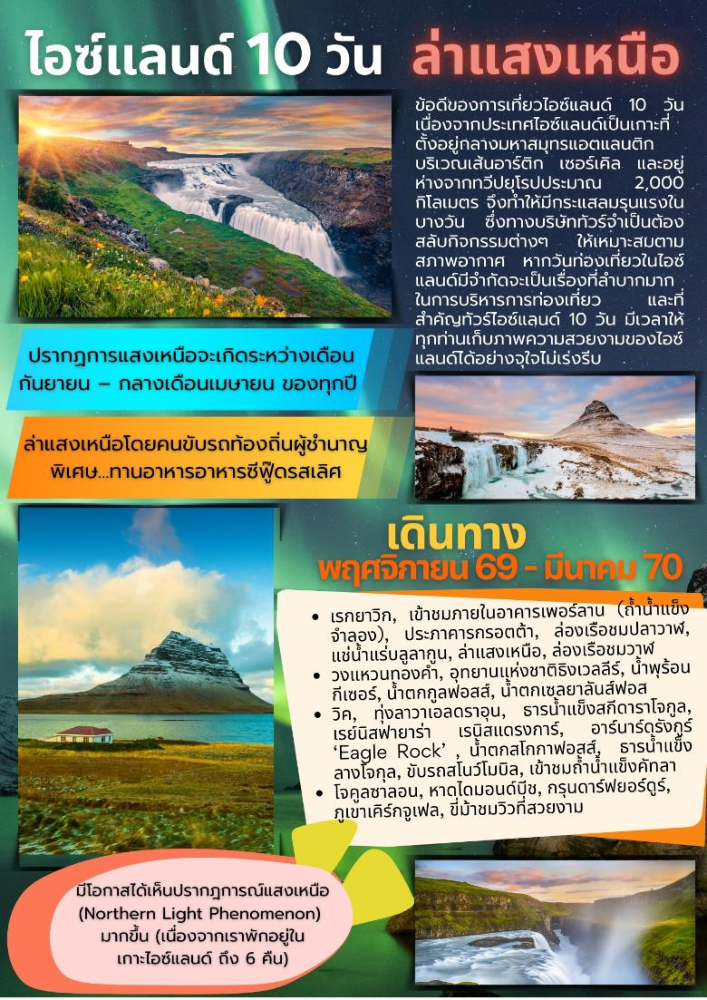 ไอซ์แลนด์ 10 วัน ล่าแสงเหนือ
ข้อดีของการเที่ยวไอซ์แลนด์ 10 วัน
เนื่องจากประเทศไอซ์แลนด์เป็นเกาะที่
ตั้งอยู่กลางมหาสมุทรแอตแลนติก
บริเวณเส้นอาร์ติก เซอร์เคิล และอยู่
ห่างจากทวีปยุโรปประมาณ 2,000
กิโลเมตร จึงทำให้มีกระแสลมรุนแรงใน
บางวัน ซึ่งทางบริษัททัวร์จำเป็นต้อง
สลับกิจกรรมต่างๆ ให้เหมาะสมตาม
สภาพอากาศ หากวันท่องเที่ยวในไอซ์
แลนด์มีจำกัดจะเป็นเรื่องที่ลำบากมาก
ในการบริหารการท่องเที่ยว และที่
สำคัญทัวร์ไอซ์แลนด์ 10 วัน มีเวลาให้
ทุกท่านเก็บภาพความสวยงามของไอซ์
แลนด์ได้อย่างจุใจไม่เร่งรีบ
ปรากฏการแสงเหนือจะเกิดระหว่างเดือน
กันยายน – กลางเดือนเมษายน ของทุกปี
ล่าแสงเหนือโดยคนขับรถท้องถิ่นผู้ชำนาญ
พิเศษ...ทานอาหารอาหารซีฟู๊ดรสเลิศ
เดินทาง
พฤศจิกายน 69 - มีนาคม 70
• เรกยาวิก, เข้าชมภายในอาคารเพอร์ลาน (ถ้ำน้ำแข็ง
จำลอง), ประภาคารกรอตต้า, ล่องเรือชมปลาวาฬ,
แช่น้ำแร่บลูลากูน, ล่าแสงเหนือ, ล่องเรือชมวาฬ
• วงแหวนทองคำ, อุทยานแห่งชาติธิงเวลลีร์, น้ำพุร้อน
กีเซอร์, น้ำตกกูลฟอสส์, น้ำตกเซลยาลันส์ฟอส
• วิค, ทุ่งลาวาเอลดราอุน, ธารน้ำแข็งสกีดาราโจกูล,
เรย์นิสฟายาร่า เรนิสแดรงการ์, อาร์นาร์ดรังกูร์
‘Eagle Rock’ , น้ำตกสโกกาฟอสส์, ธารน้ำแข็ง
ลางโจกุล, ขับรถสโนว์โมบิล, เข้าชมถ้ำน้ำแข็งคัทลา
• โจคูลซาลอน, หาดไดมอนด์บีช, กรุนดาร์ฟยอร์ดูร์,
ภูเขาเคิร์กจูเฟล, ขี่ม้าชมวิวที่สวยงาม
มีโอกาสได้เห็นปรากฎการณ์แสงเหนือ
(Northern Light Phenomenon)
มากขึ้น (เนื่องจากเราพักอยู่ใน
เกาะไอซ์แลนด์ ถึง 6 คืน)